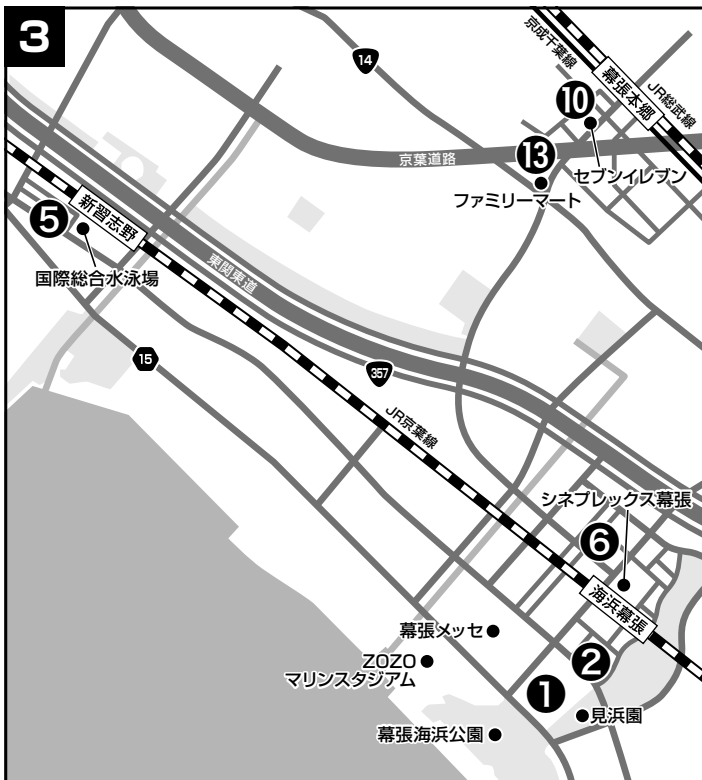 3
14
京成千葉線
幕張本郷
JR総武線
10
セブンイレブン
京葉道路
13
ファミリーマート
5
新習志野
国際総合水泳場
東関東道
15
357
JR京葉線
シネプレックス幕張
6
海浜幕張
幕張メッセ
ZOZO
マリンスタジアム
2
1
見浜園
幕張海浜公園